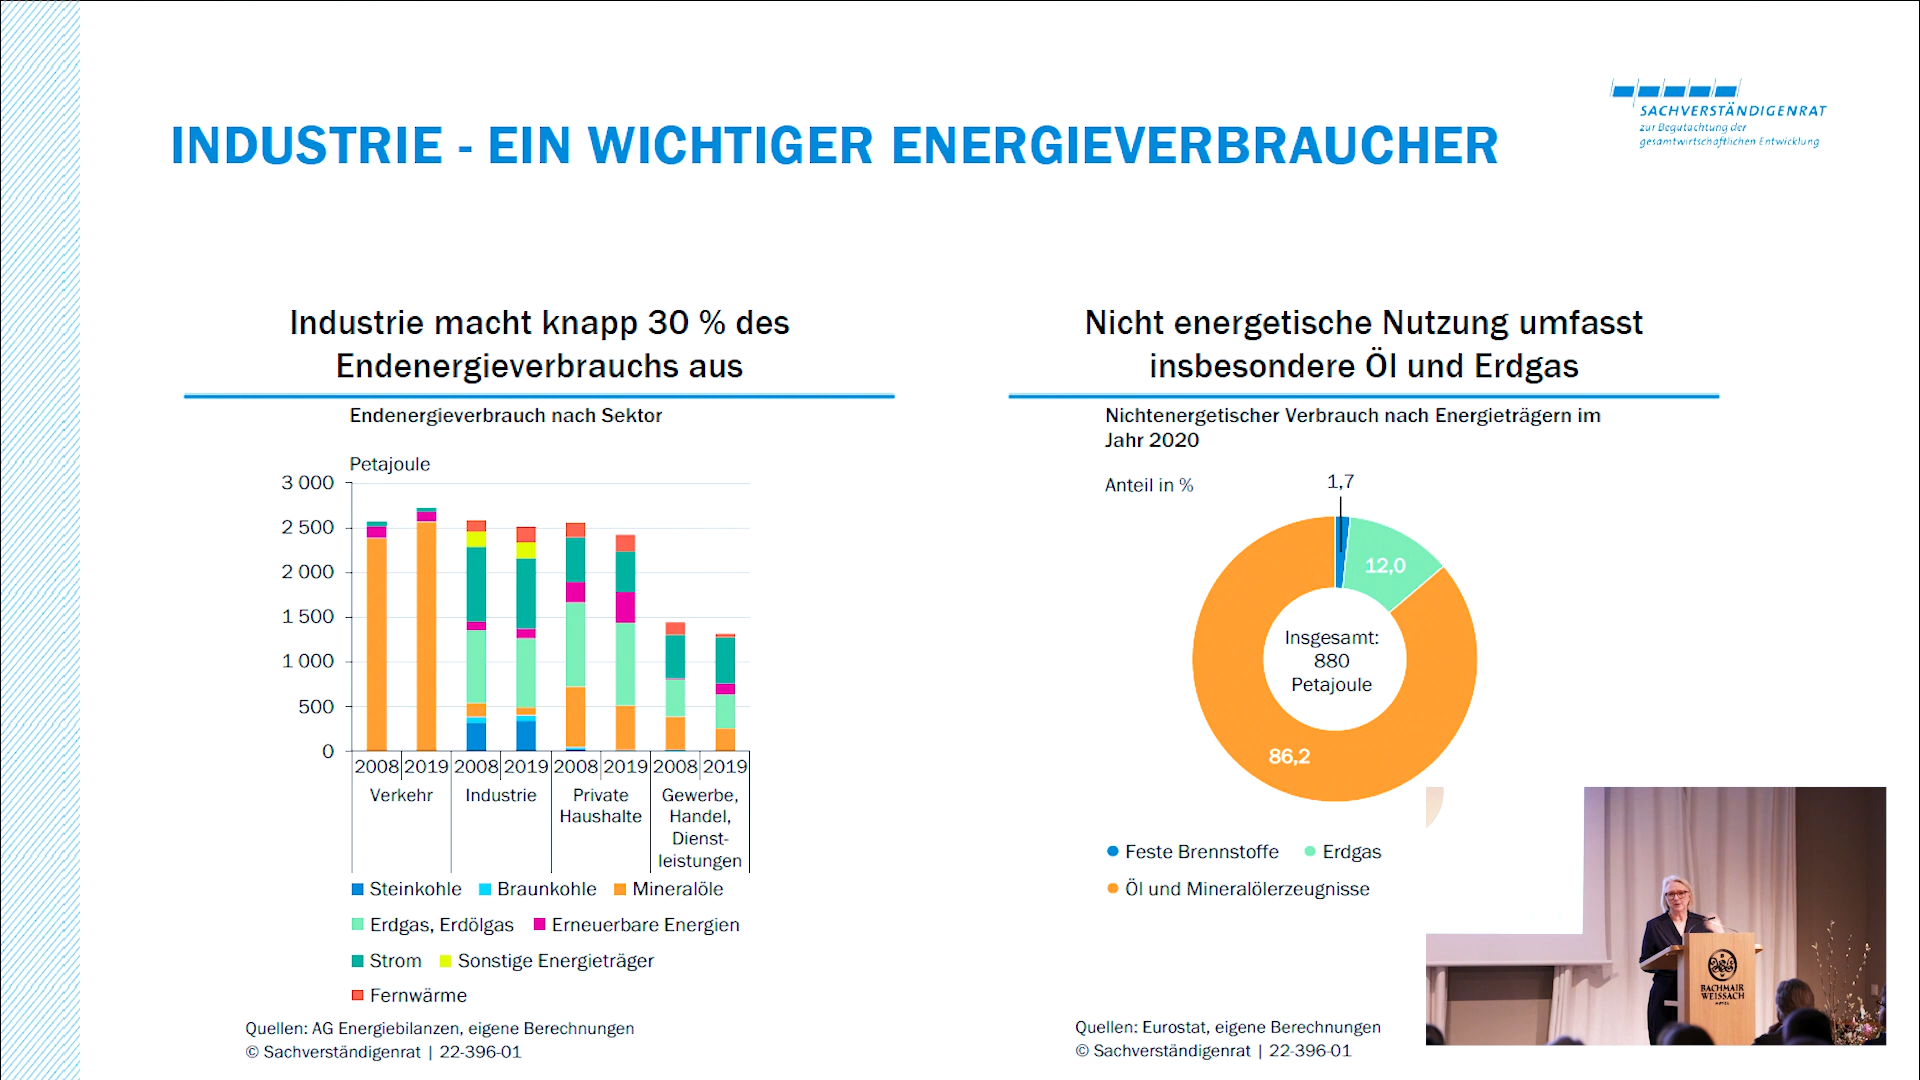 SACHVERSTÄNDIGENRAT
zur Begutachtung der
gesamtwirtschaftlichen Entwicklung
INDUSTRIE - EIN WICHTIGER ENERGIEVERBRAUCHER
Industrie macht knapp 30 % des
Endenergieverbrauchs aus
Endenergieverbrauch nach Sektor
Petajoule
3 000
2 500
2 000
1 500
1 000
500
0
2008 2019 2008 2019 2008 2019 2008 2019
Verkehr
Industrie
Private
Haushalte
Gewerbe,
Handel,
Dienst-
leistungen
Steinkohle Braunkohle Mineralöle
Erdgas, Erdölgas Erneuerbare Energien
Strom Sonstige Energieträger
Fernwärme
Quellen: AG Energiebilanzen, eigene Berechnungen
© Sachverständigenrat | 22-396-01
Nicht energetische Nutzung umfasst
insbesondere Öl und Erdgas
Nichtenergetischer Verbrauch nach Energieträgern im
Jahr 2020
Anteil in %
1,7
12,0
Insgesamt:
880
Petajoule
86,2
Feste Brennstoffe Erdgas
Öl und Mineralölerzeugnisse
Quellen: Eurostat, eigene Berechnungen
© Sachverständigenrat | 22-396-01
BACHMAIR
WEISSACH